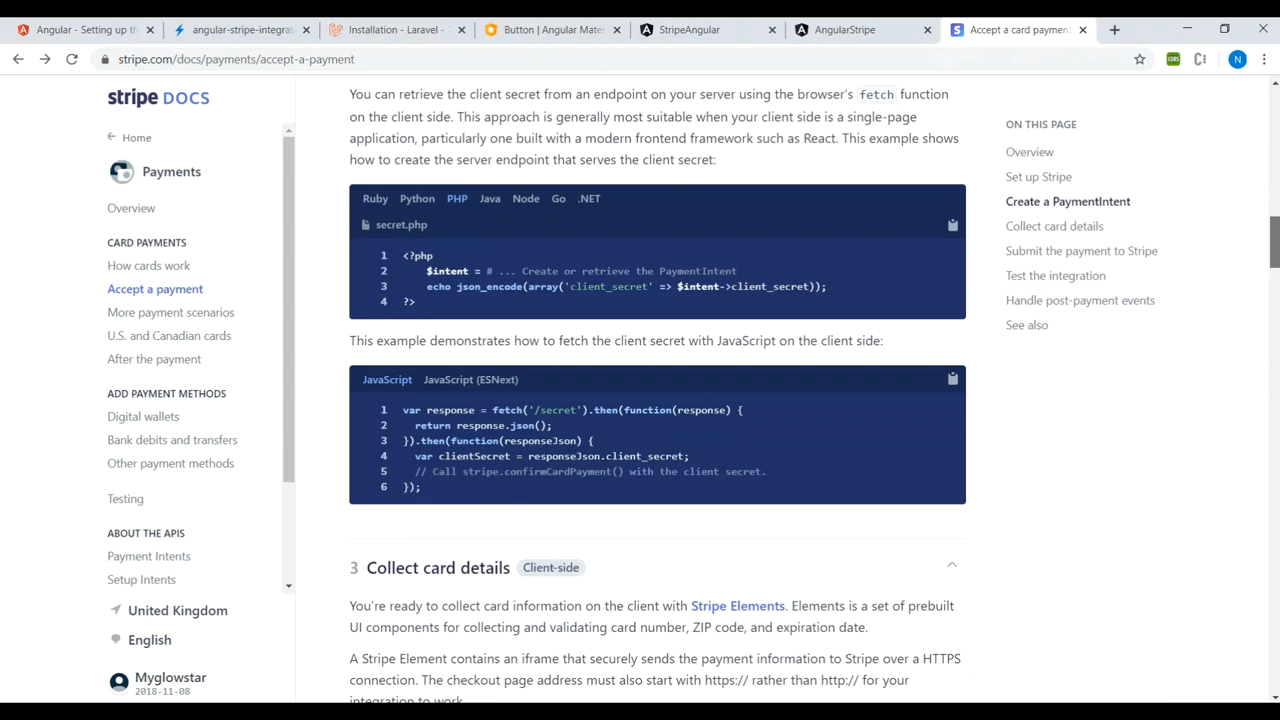 Angular - Setting up th
angular-stripe-integrat
Installation - Laravel -
Button | Angular Mater
StripeAngular
AngularStripe
Accept a card payment
stripe.com/docs/payments/accept-a-payment
CORS
N
stripe DOCS
Home
Payments
Overview
CARD PAYMENTS
How cards work
Accept a payment
More payment scenarios
U.S. and Canadian cards
After the payment
ADD PAYMENT METHODS
Digital wallets
Bank debits and transfers
Other payment methods
Testing
ABOUT THE APIS
Payment Intents
Setup Intents
United Kingdom
English
Myglowstar
2018-11-08
You can retrieve the client secret from an endpoint on your server using the browser's fetch function
on the client side. This approach is generally most suitable when your client side is a single-page
application, particularly one built with a modern frontend framework such as React. This example shows
how to create the server endpoint that serves the client secret:
Ruby Python PHP Java Node Go .NET
secret.php
1 <?php
2 $intent = # ... Create or retrieve the PaymentIntent
3 echo json_encode(array('client_secret' => $intent->client_secret));
4 ?>
This example demonstrates how to fetch the client secret with JavaScript on the client side:
JavaScript JavaScript (ESNext)
1 var response = fetch('/secret').then(function(response) {
2 return response.json();
3 }).then(function(responseJson) {
4 var clientSecret = responseJson.client_secret;
5 // Call stripe.confirmCardPayment() with the client secret.
6 });
3 Collect card details Client-side
You're ready to collect card information on the client with Stripe Elements. Elements is a set of prebuilt
UI components for collecting and validating card number, ZIP code, and expiration date.
A Stripe Element contains an iframe that securely sends the payment information to Stripe over a HTTPS
connection. The checkout page address must also start with https:// rather than http:// for your
integration to work.
ON THIS PAGE
Overview
Set up Stripe
Create a PaymentIntent
Collect card details
Submit the payment to Stripe
Test the integration
Handle post-payment events
See also